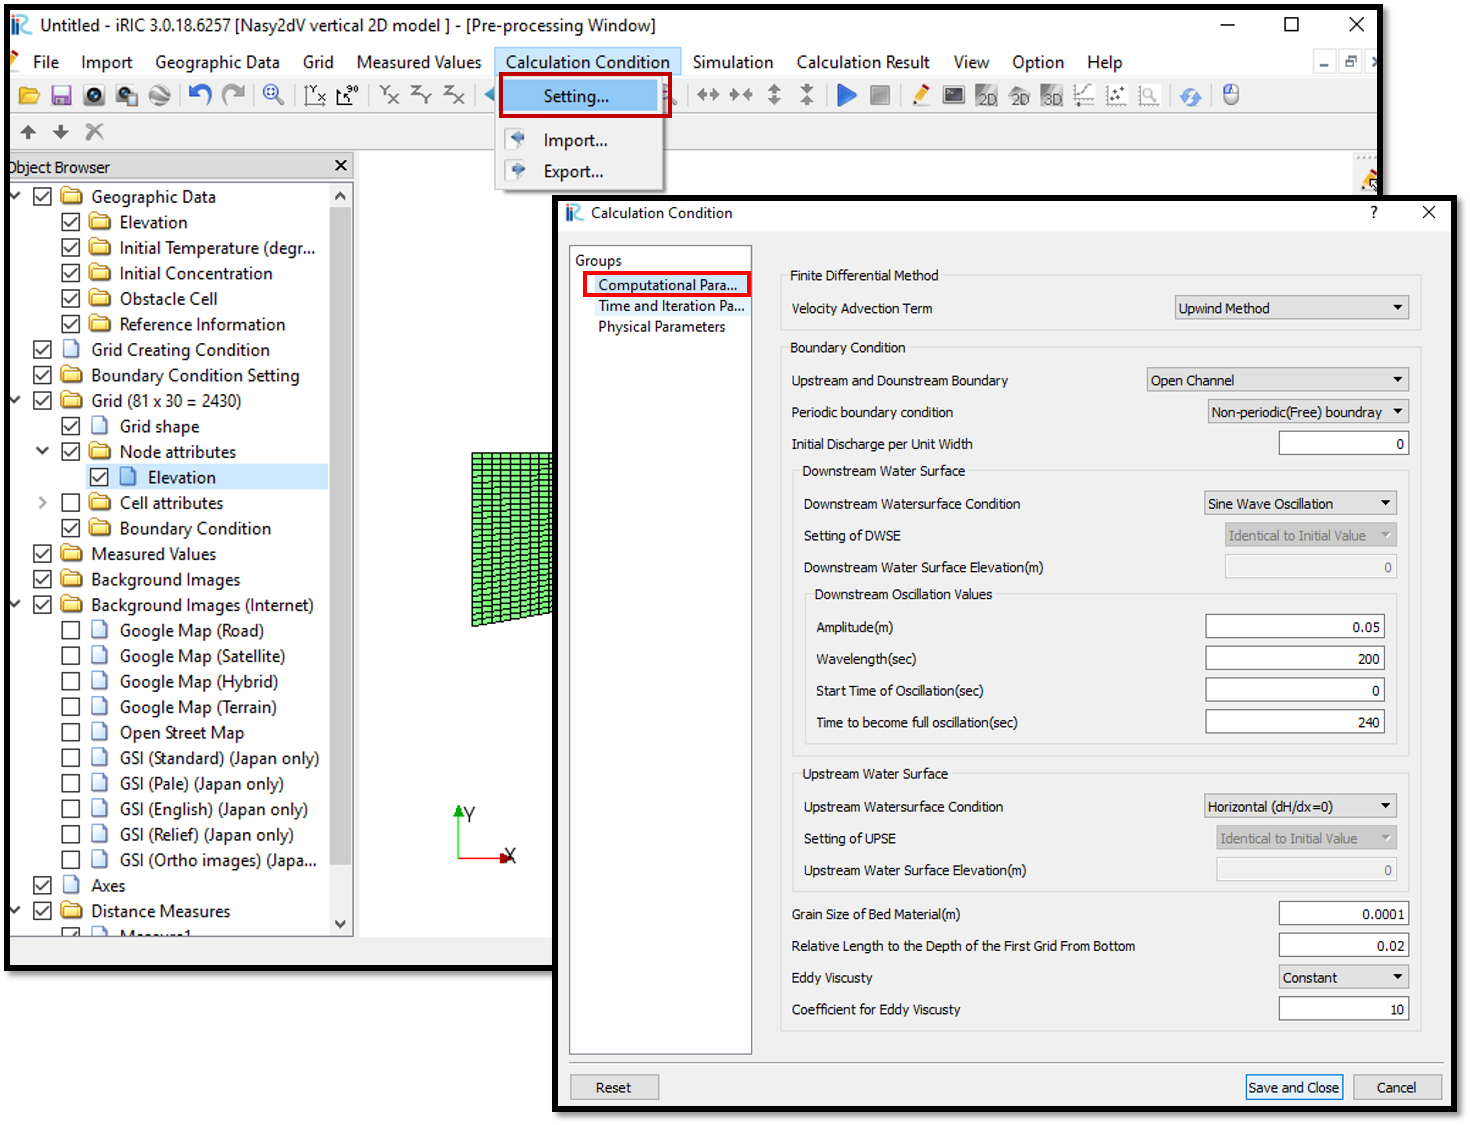 Untitled - iRIC 3.0.18.6257 [Nasy2dV vertical 2D model ] - [Pre-processing Window]
File Import Geographic Data Grid Measured Values Calculation Condition Simulation Calculation Result View Option Help
Setting...
Import...
Export...
Object Browser
Geographic Data
Elevation
Initial Temperature (degr...
Initial Concentration
Obstacle Cell
Reference Information
Grid Creating Condition
Boundary Condition Setting
Grid (81 x 30 = 2430)
Grid shape
Node attributes
Elevation
Cell attributes
Boundary Condition
Measured Values
Background Images
Background Images (Internet)
Google Map (Road)
Google Map (Satellite)
Google Map (Hybrid)
Google Map (Terrain)
Open Street Map
GSI (Standard) (Japan only)
GSI (Pale) (Japan only)
GSI (English) (Japan only)
GSI (Relief) (Japan only)
GSI (Ortho images) (Japa...
Axes
Distance Measures
Measure1
Y
X
Calculation Condition
Groups
Computational Para...
Time and Iteration Pa...
Physical Parameters
Finite Differential Method
Velocity Advection Term Upwind Method
Boundary Condition
Upstream and Dounstream Boundary Open Channel
Periodic boundary condition Non-periodic(Free) boundray
Initial Discharge per Unit Width 0
Downstream Water Surface
Downstream Watersurface Condition Sine Wave Oscillation
Setting of DWSE Identical to Initial Value
Downstream Water Surface Elevation(m) 0
Downstream Oscillation Values
Amplitude(m) 0.05
Wavelength(sec) 200
Start Time of Oscillation(sec) 0
Time to become full oscillation(sec) 240
Upstream Water Surface
Upstream Watersurface Condition Horizontal (dH/dx=0)
Setting of UPSE Identical to Initial Value
Upstream Water Surface Elevation(m) 0
Grain Size of Bed Material(m) 0.0001
Relative Length to the Depth of the First Grid From Bottom 0.02
Eddy Viscusty Constant
Coefficient for Eddy Viscusty 10
Reset Save and Close Cancel